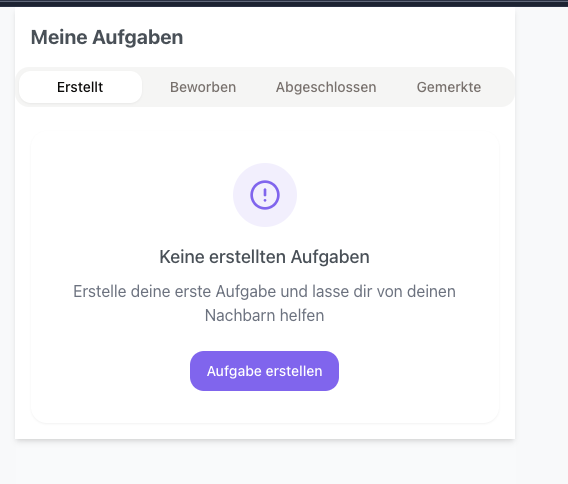 Meine Aufgaben
Erstellt Beworben Abgeschlossen Gemerkte
Keine erstellten Aufgaben
Erstelle deine erste Aufgabe und lasse dir von deinen
Nachbarn helfen
Aufgabe erstellen